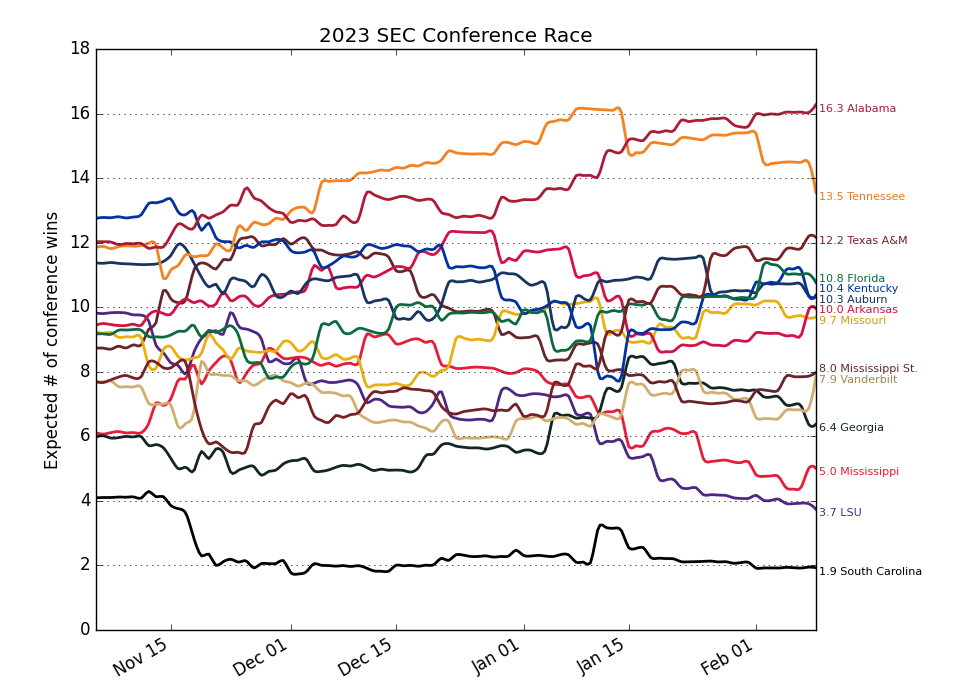 2023 SEC Conference Race
Expected # of conference wins
18
16
14
12
10
8
6
4
2
0
Nov 15
Dec 01
Dec 15
Jan 01
Jan 15
Feb 01
16.3 Alabama
13.5 Tennessee
12.2 Texas A&M
10.8 Florida
10.4 Kentucky
10.3 Auburn
10.0 Arkansas
9.7 Missouri
8.0 Mississippi St.
7.9 Vanderbilt
6.4 Georgia
5.0 Mississippi
3.7 LSU
1.9 South Carolina